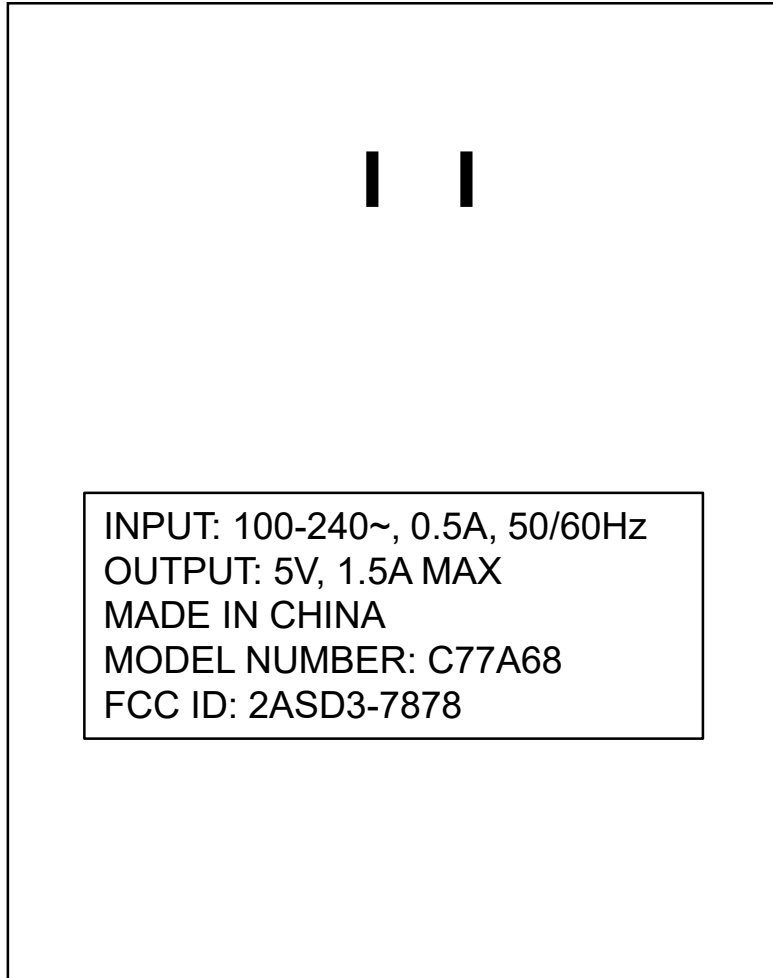 INPUT: 100-240~, 0.5A, 50/60Hz
OUTPUT: 5V, 1.5A MAX
MADE IN CHINA
MODEL NUMBER: C77A68
FCC ID: 2ASD3-7878